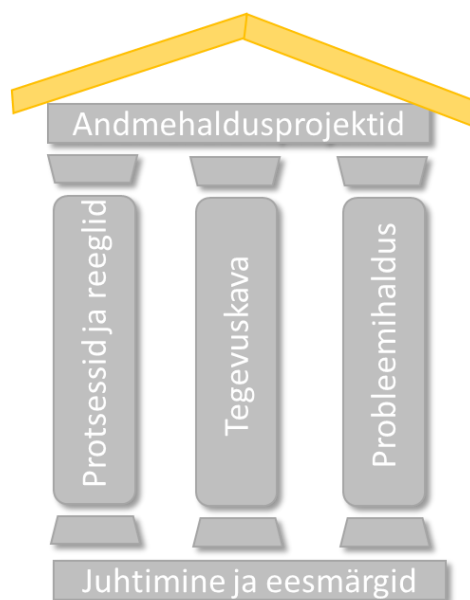 Andmehaldusprojektid
Protsessid ja reeglid
Tegevuskava
Probleemihaldus
Juhtimine ja eesmärgid